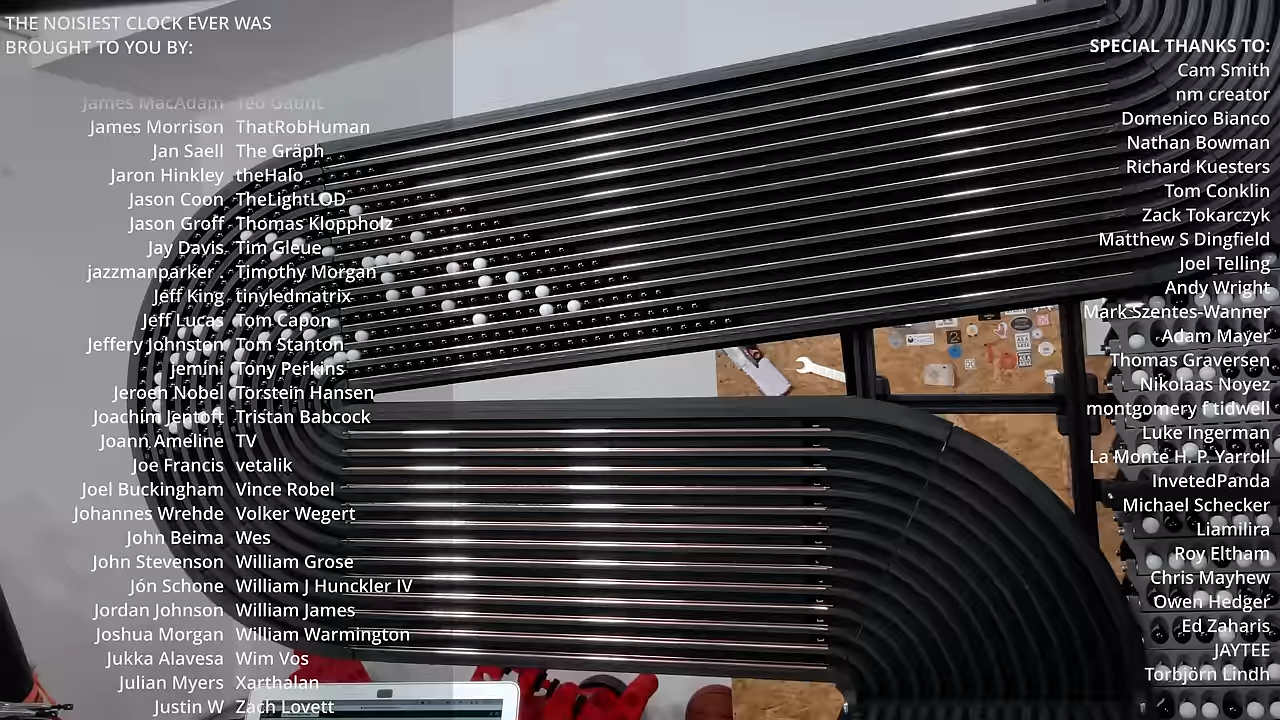 THE NOISIEST CLOCK EVER WAS
BROUGHT TO YOU BY:
James MacAdam
James Morrison
Jan Saell
Jaron Hinkley
Jason Coon
Jason Groff
Jay Davis
jazzmanparker .
Jeff King
Jeff Lucas
Jeffery Johnston
Jemini
Jeroen Nobel
Joachim Jentoft
Joann Ameline
Joe Francis
Joel Buckingham
Johannes Wrehde
John Beima
John Stevenson
Jón Schone
Jordan Johnson
Joshua Morgan
Jukka Alavesa
Julian Myers
Justin W
Ted Gaunt
ThatRobHuman
The Gräph
theHalo
TheLightLOD
Thomas Kloppholz
Tim Gleue
Timothy Morgan
tinyledmatrix
Tom Capon
Tom Stanton
Tony Perkins
Torstein Hansen
Tristan Babcock
TV
vetalik
Vince Robel
Volker Wegert
Wes
William Grose
William J Hunckler IV
William James
William Warmington
Wim Vos
Xarthalan
Zach Lovett
SPECIAL THANKS TO:
Cam Smith
nm creator
Domenico Bianco
Nathan Bowman
Richard Kuesters
Tom Conklin
Zack Tokarczyk
Matthew S Dingfield
Joel Telling
Andy Wright
Mark Szentes-Wanner
Adam Mayer
Thomas Graversen
Nikolaas Noyez
montgomery f tidwell
Luke Ingerman
La Monte H. P. Yarroll
InvetedPanda
Michael Schecker
Liamilira
Roy Eltham
Chris Mayhew
Owen Hedger
Ed Zaharis
JAYTEE
Torbjörn Lindh